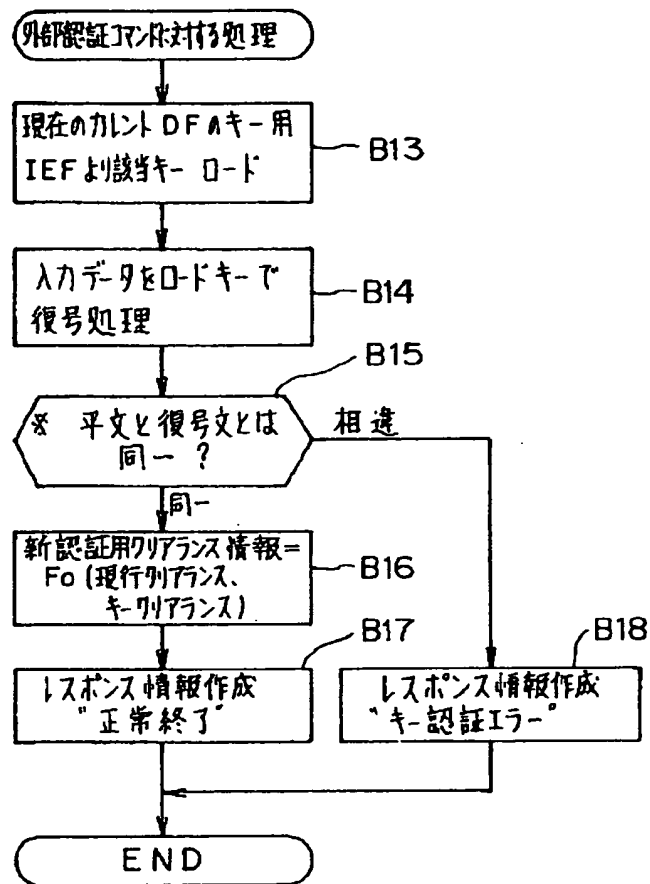 外部認証コマンドに対する処理
現在のカレントDFのキー用
IEFより該当キーロード
B13
入力データをロードキーで
復号処理
B14
B15
※ 平文と復号文とは
同一?
相違
同一
新認証用クリアランス情報=
Fo(現行クリアランス、
キークリアランス)
B16
B17
レスポンス情報作成
"正常終了"
B18
レスポンス情報作成
"キー認証エラー"
END